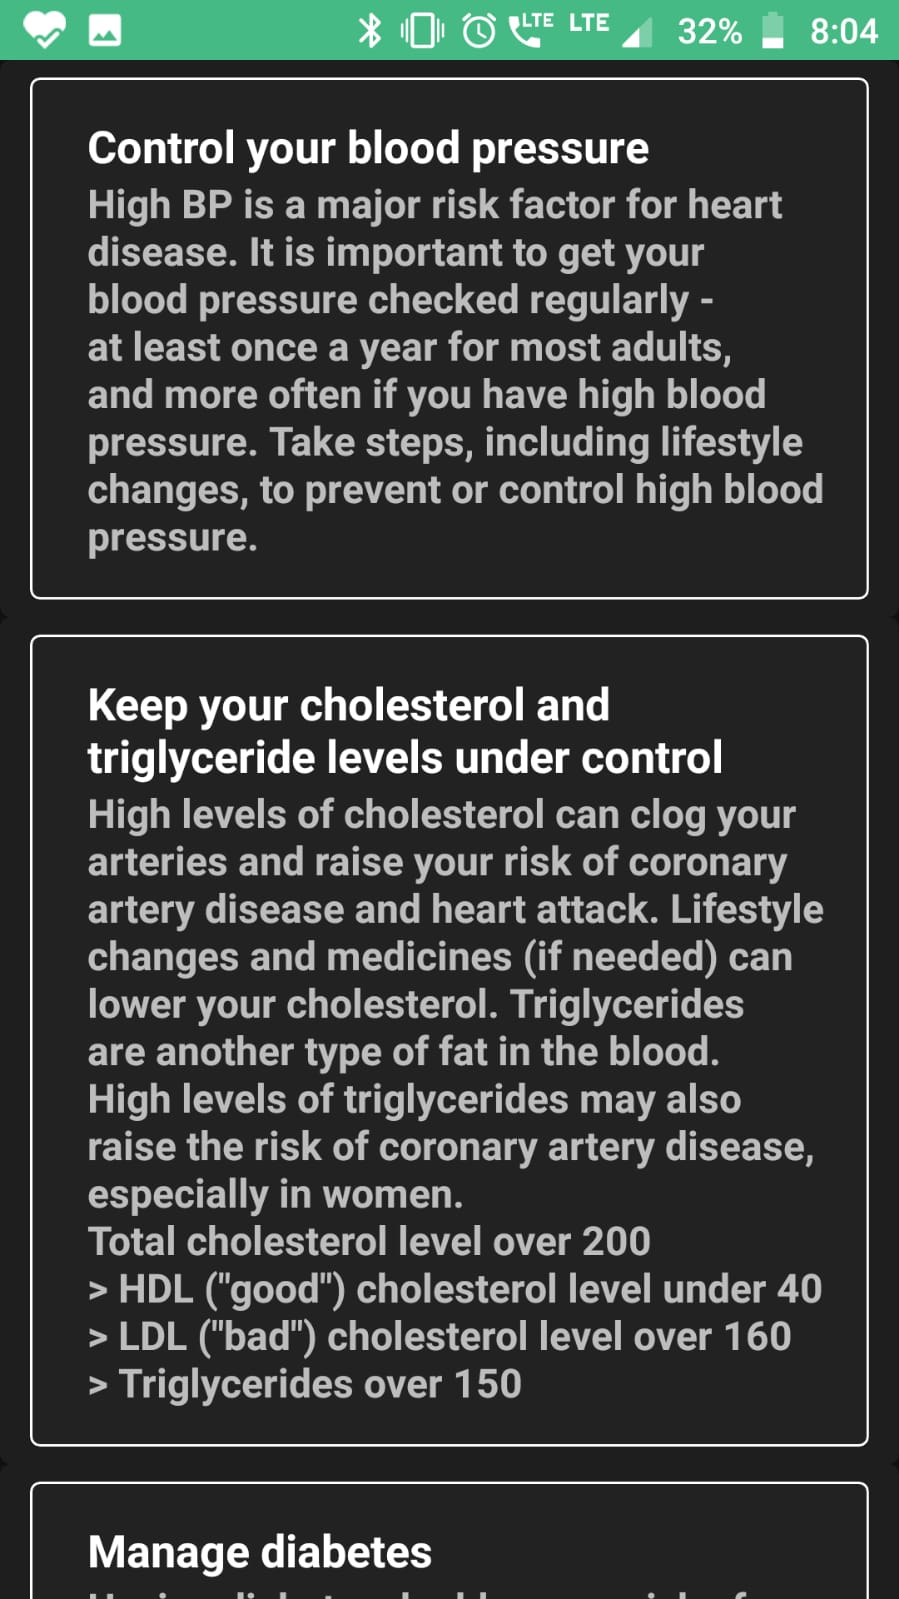 LTE LTE 32% 8:04
Control your blood pressure
High BP is a major risk factor for heart
disease. It is important to get your
blood pressure checked regularly -
at least once a year for most adults,
and more often if you have high blood
pressure. Take steps, including lifestyle
changes, to prevent or control high blood
pressure.
Keep your cholesterol and
triglyceride levels under control
High levels of cholesterol can clog your
arteries and raise your risk of coronary
artery disease and heart attack. Lifestyle
changes and medicines (if needed) can
lower your cholesterol. Triglycerides
are another type of fat in the blood.
High levels of triglycerides may also
raise the risk of coronary artery disease,
especially in women.
Total cholesterol level over 200
> HDL ("good") cholesterol level under 40
> LDL ("bad") cholesterol level over 160
> Triglycerides over 150
Manage diabetes